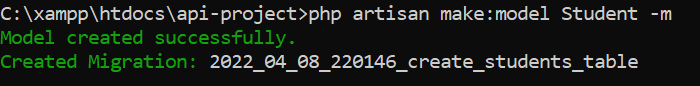 C:\xampp\htdocs\api-project>php artisan make:model Student -m
Model created successfully.
Created Migration: 2022_04_08_220146_create_students_table